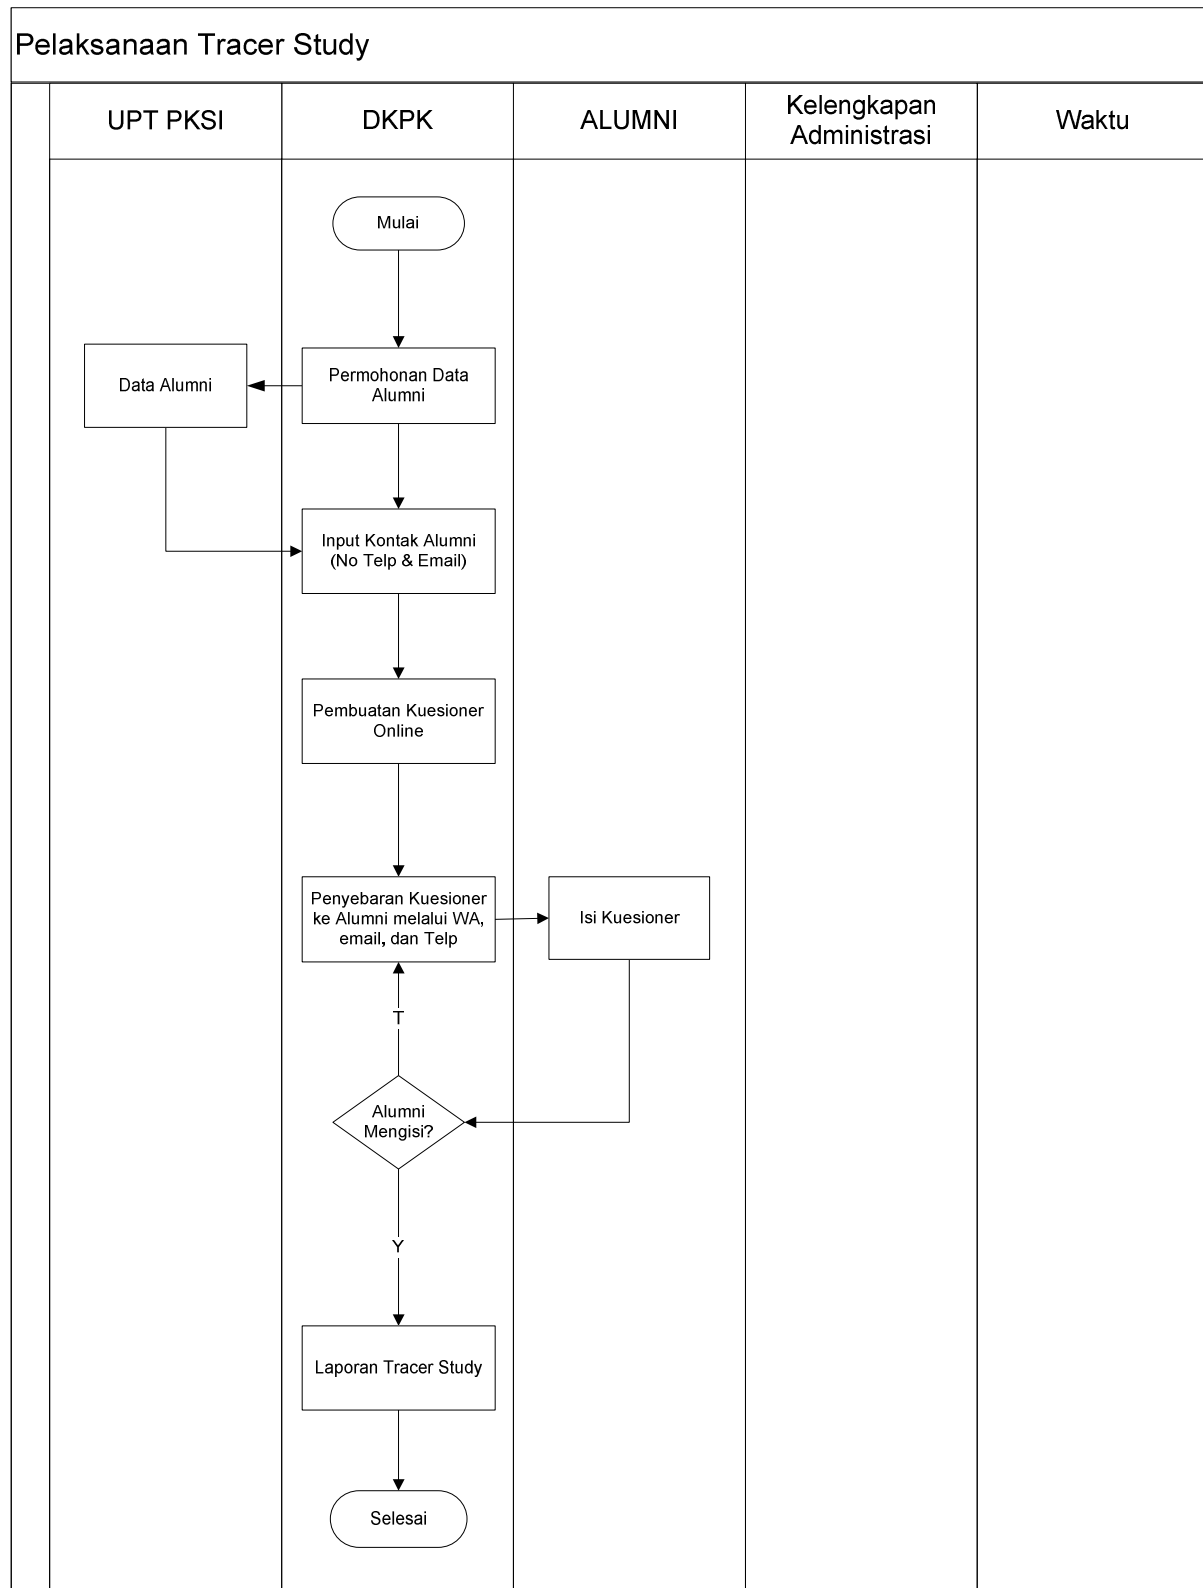 Pelaksanaan Tracer Study
UPT PKSI
DKPK
ALUMNI
Kelengkapan
Administrasi
Waktu
Mulai
Data Alumni
Permohonan Data
Alumni
Input Kontak Alumni
(No Telp & Email)
Pembuatan Kuesioner
Online
Penyebaran Kuesioner
ke Alumni melalui WA,
email, dan Telp
Isi Kuesioner
T
Alumni
Mengisi?
Y
Laporan Tracer Study
Selesai